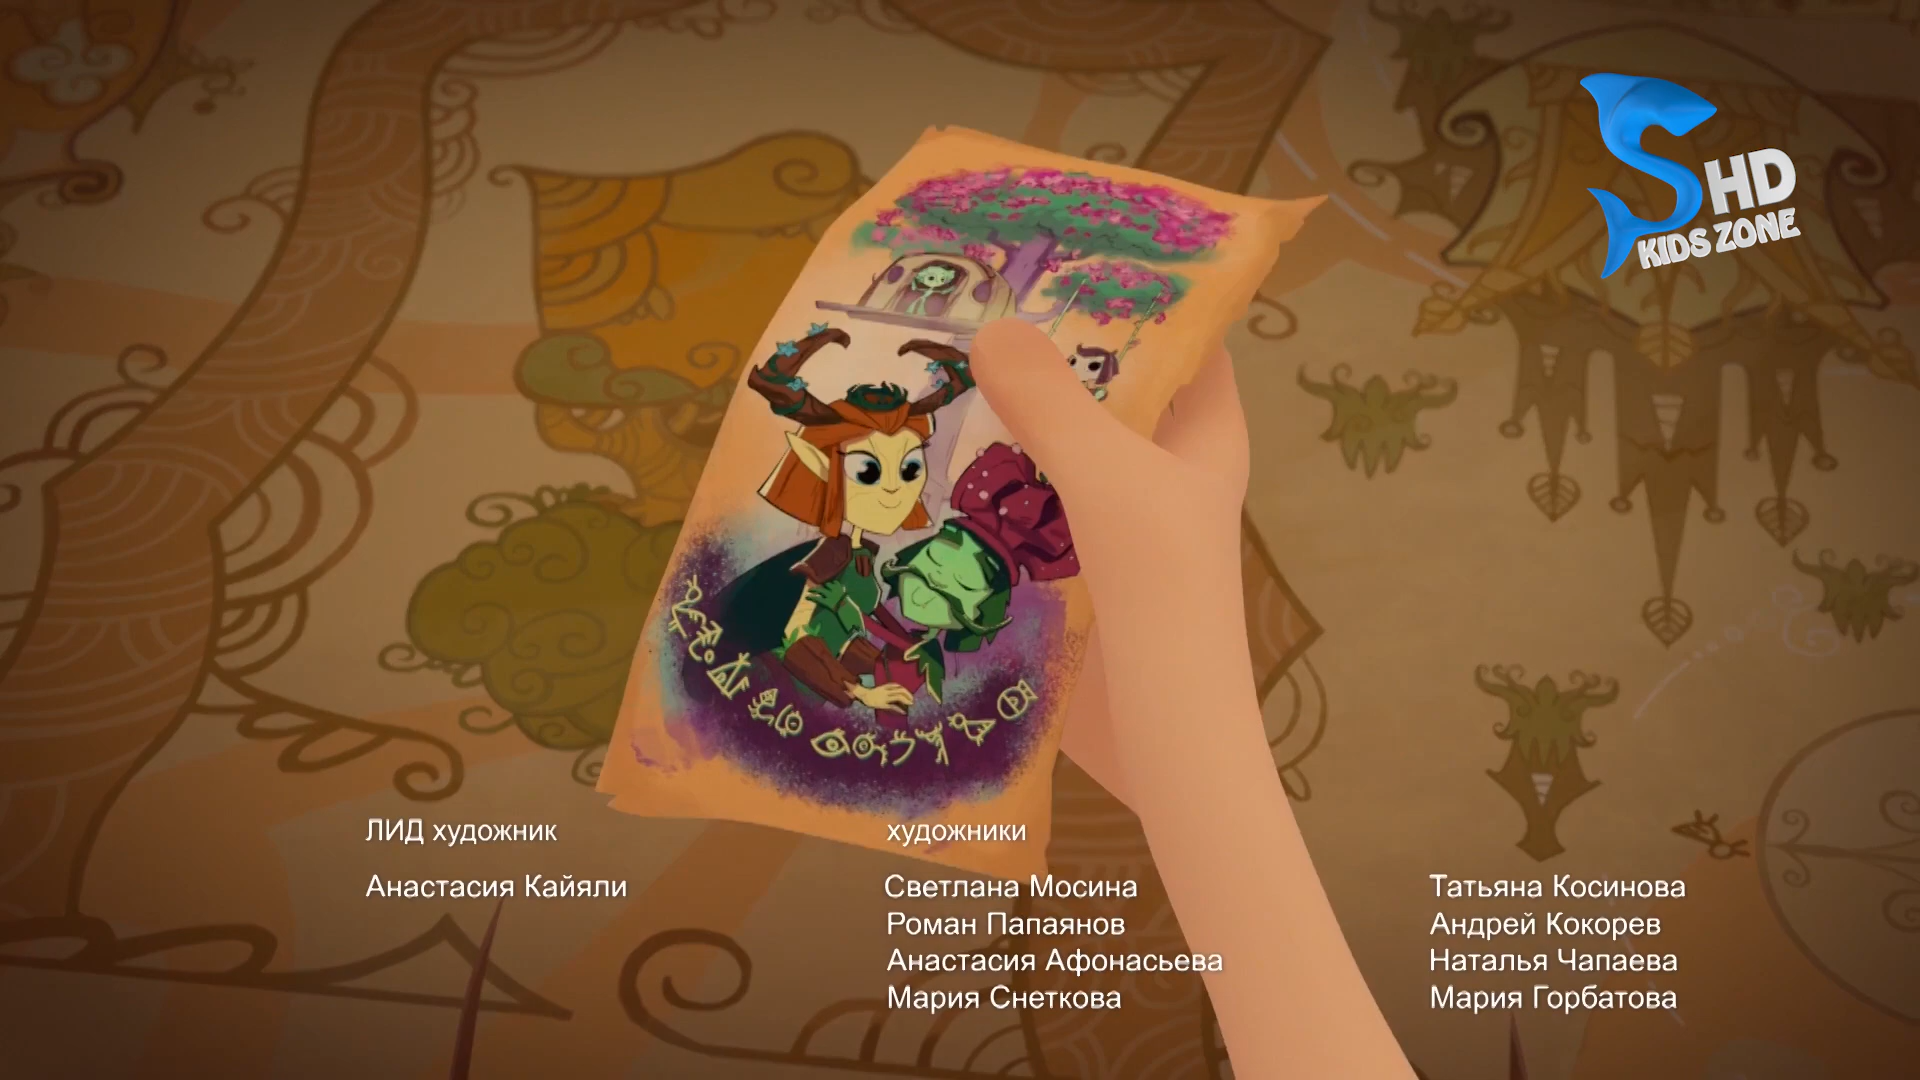 SHD
KIDS ZONE
ЛИД художник
Анастасия Кайяли
художники
Светлана Мосина
Роман Папаянов
Анастасия Афонасьева
Мария Снеткова
Татьяна Косинова
Андрей Кокорев
Наталья Чапаева
Мария Горбатова